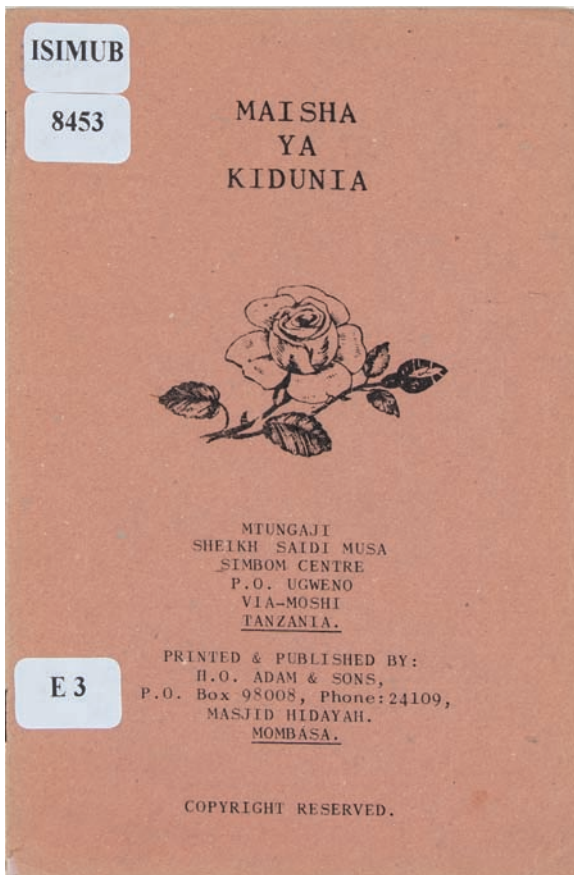 ISIMUB
8453
MAISHA
YA
KIDUNIA
MTUNGAJI
SHEIKH SAIDI MUSA
SIMBOM CENTRE
P.O. UGWENO
VIA-MOSHI
TANZANIA.
E 3
PRINTED & PUBLISHED BY:
H.O. ADAM & SONS,
P.O. Box 98008, Phone:24109,
MASJID HIDAYAH.
MOMBASA.
COPYRIGHT RESERVED.